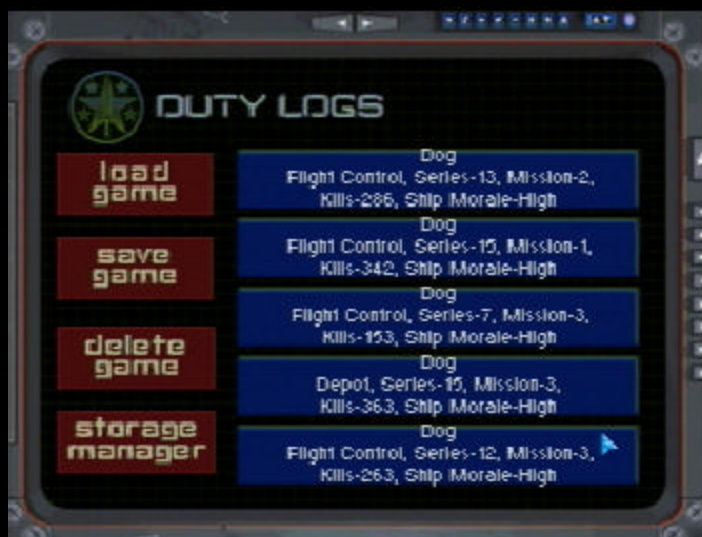 DUTY LOGS
load
game
save
game
delete
game
storage
manager
Dog
Flight Control, Series-13, Mission-2,
Kills-286, Ship Morale-High
Dog
Flight Control, Series-15, Mission-1,
Kills-342, Ship Morale-High
Dog
Flight Control, Series-7, Mission-3,
Kills-153, Ship Morale-High
Dog
Depot, Series-15, Mission-3,
Kills-363, Ship Morale-High
Dog
Flight Control, Series-12, Mission-3,
Kills-263, Ship Morale-High